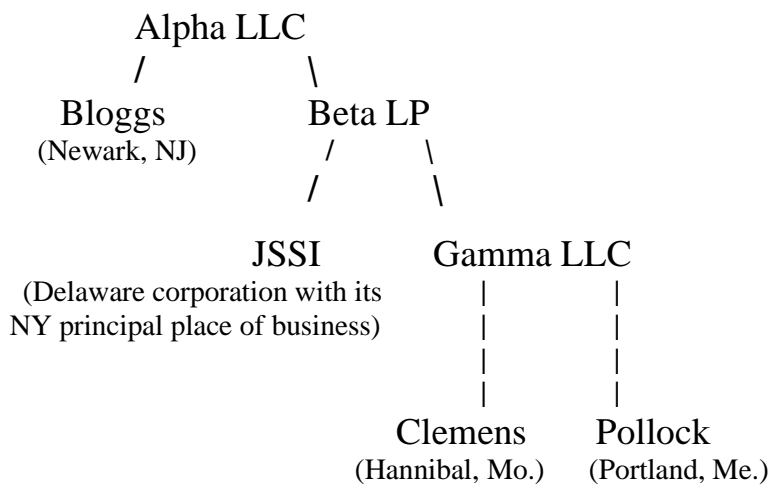 Alpha LLC
/ \
Bloggs Beta LP
(Newark, NJ) / \
/ \
JSSI Gamma LLC
(Delaware corporation with its | |
NY principal place of business) | |
| |
| |
Clemens Pollock
(Hannibal, Mo.) (Portland, Me.)